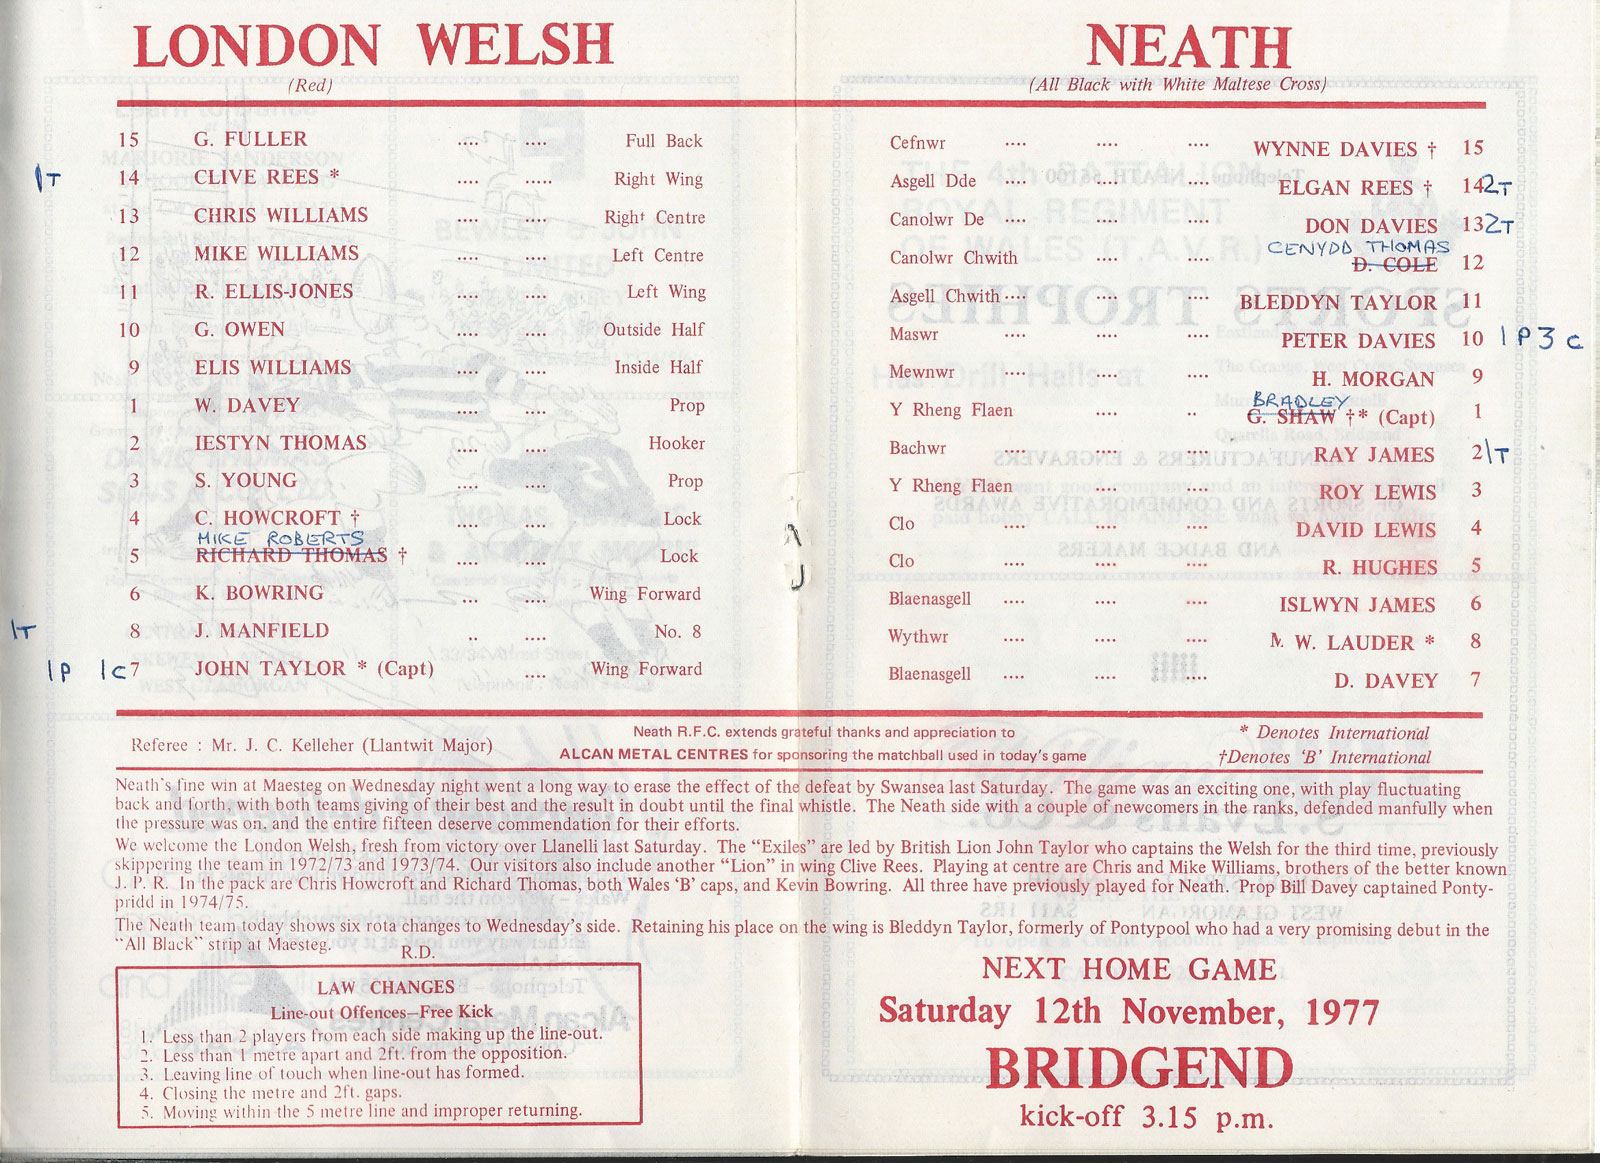 LONDON WELSH
(Red)
15 G. FULLER .... .... Full Back
1T 14 CLIVE REES * .... ..... Right Wing
13 CHRIS WILLIAMS .... .... Right Centre
12 MIKE WILLIAMS .... .... Left Centre
11 R. ELLIS-JONES .... .... Left Wing
10 G. OWEN .... .... Outside Half
9 ELIS WILLIAMS .... .... Inside Half
1 W. DAVEY .... .... Prop
2 IESTYN THOMAS .... .... Hooker
3 S. YOUNG .... .... Prop
4 C. HOWCROFT † .... .... Lock
MIKE ROBERTS
5 RICHARD THOMAS † .... .... Lock
6 K. BOWRING ... .... Wing Forward
1T 8 J. MANFIELD .. .... No. 8
1P 1C 7 JOHN TAYLOR * (Capt) .... Wing Forward
NEATH
(All Black with White Maltese Cross)
Cefnwr .... .... .... WYNNE DAVIES † 15
Asgell Dde .... .... .... ELGAN REES † 14 2T
Canolwr De .... .... .... DON DAVIES 13 2T
CENYDD THOMAS
Canolwr Chwith .... .... D. COLE 12
Asgell Chwith .... .... .... BLEDDYN TAYLOR 11
Maswr .... .... .... PETER DAVIES 10 1P 3C
Mewnwr .... .... .... H. MORGAN 9
BRADLEY
Y Rheng Flaen .... .. G. SHAW †* (Capt) 1
Bachwr .... .... .... RAY JAMES 2 1T
Y Rheng Flaen .... .... ROY LEWIS 3
Clo .... .... .... DAVID LEWIS 4
Clo .... .... .... R. HUGHES 5
Blaenasgell .... .... .... ISLWYN JAMES 6
Wythwr .... .... .... M. W. LAUDER * 8
Blaenasgell .... .... .... D. DAVEY 7
Referee : Mr. J. C. Kelleher (Llantwit Major)
Neath R.F.C. extends grateful thanks and appreciation to
ALCAN METAL CENTRES for sponsoring the matchball used in today's game
* Denotes International
†Denotes 'B' International
Neath's fine win at Maesteg on Wednesday night went a long way to erase the effect of the defeat by Swansea last Saturday. The game was an exciting one, with play fluctuating
back and forth, with both teams giving of their best and the result in doubt until the final whistle. The Neath side with a couple of newcomers in the ranks, defended manfully when
the pressure was on, and the entire fifteen deserve commendation for their efforts.
We welcome the London Welsh, fresh from victory over Llanelli last Saturday. The "Exiles" are led by British Lion John Taylor who captains the Welsh for the third time, previously
skippering the team in 1972/73 and 1973/74. Our visitors also include another "Lion" in wing Clive Rees. Playing at centre are Chris and Mike Williams, brothers of the better known
J. P. R. In the pack are Chris Howcroft and Richard Thomas, both Wales 'B' caps, and Kevin Bowring. All three have previously played for Neath. Prop Bill Davey captained Ponty-
pridd in 1974/75.
The Neath team today shows six rota changes to Wednesday's side. Retaining his place on the wing is Bleddyn Taylor, formerly of Pontypool who had a very promising debut in the
"All Black" strip at Maesteg. R.D.
LAW CHANGES
Line-out Offences—Free Kick
1. Less than 2 players from each side making up the line-out.
2. Less than 1 metre apart and 2ft. from the opposition.
3. Leaving line of touch when line-out has formed.
4. Closing the metre and 2ft. gaps.
5. Moving within the 5 metre line and improper returning.
NEXT HOME GAME
Saturday 12th November, 1977
BRIDGEND
kick-off 3.15 p.m.